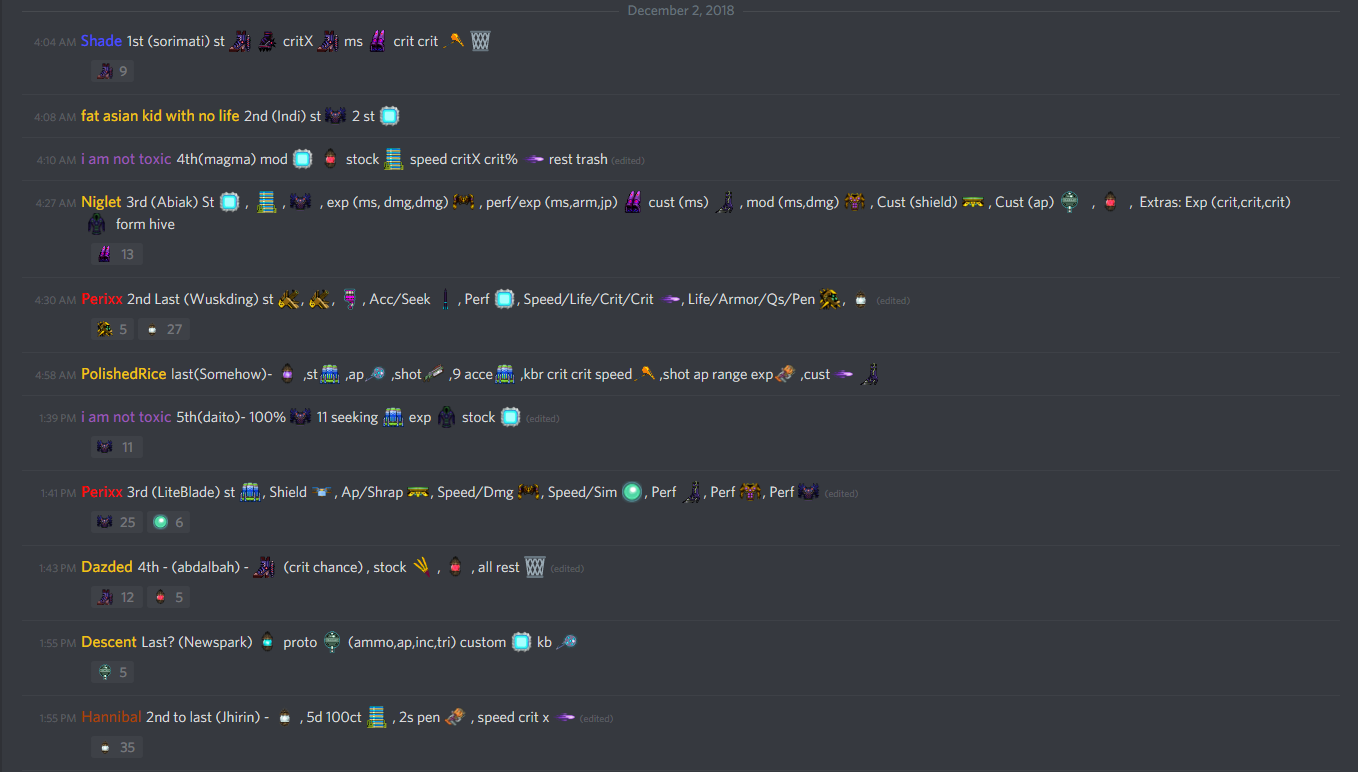 December 2, 2018
4:04 AM Shade 1st (sorimati) st critX ms crit crit
9
4:08 AM fat asian kid with no life 2nd (Indi) st 2 st
4:10 AM i am not toxic 4th(magma) mod stock speed critX crit% rest trash (edited)
4:27 AM Niglet 3rd (Abiak) St , , , exp (ms, dmg,dmg) , perf/exp (ms,arm,jp) cust (ms) , mod (ms,dmg) , Cust (shield) , Cust (ap) , , Extras: Exp (crit,crit,crit)
form hive
13
4:30 AM Perixx 2nd Last (Wuskding) st , , , Acc/Seek , Perf , Speed/Life/Crit/Crit , Life/Armor/Qs/Pen , (edited)
5 27
4:58 AM PolishedRice last(Somehow)- ,st ,ap ,shot ,9 acce ,kbr crit crit speed ,shot ap range exp ,cust
1:39 PM i am not toxic 5th(daito)- 100% 11 seeking exp stock (edited)
11
1:41 PM Perixx 3rd (LiteBlade) st , Shield , Ap/Shrap , Speed/Dmg , Speed/Sim , Perf , Perf , Perf (edited)
25 6
1:43 PM Dazded 4th - (abdalbah) - (crit chance) , stock , , all rest (edited)
12 5
1:55 PM Descent Last? (Newspark) proto (ammo,ap,inc,tri) custom kb
5
1:55 PM Hannibal 2nd to last (Jhirin) - , 5d 100ct , 2s pen , speed crit x (edited)
35